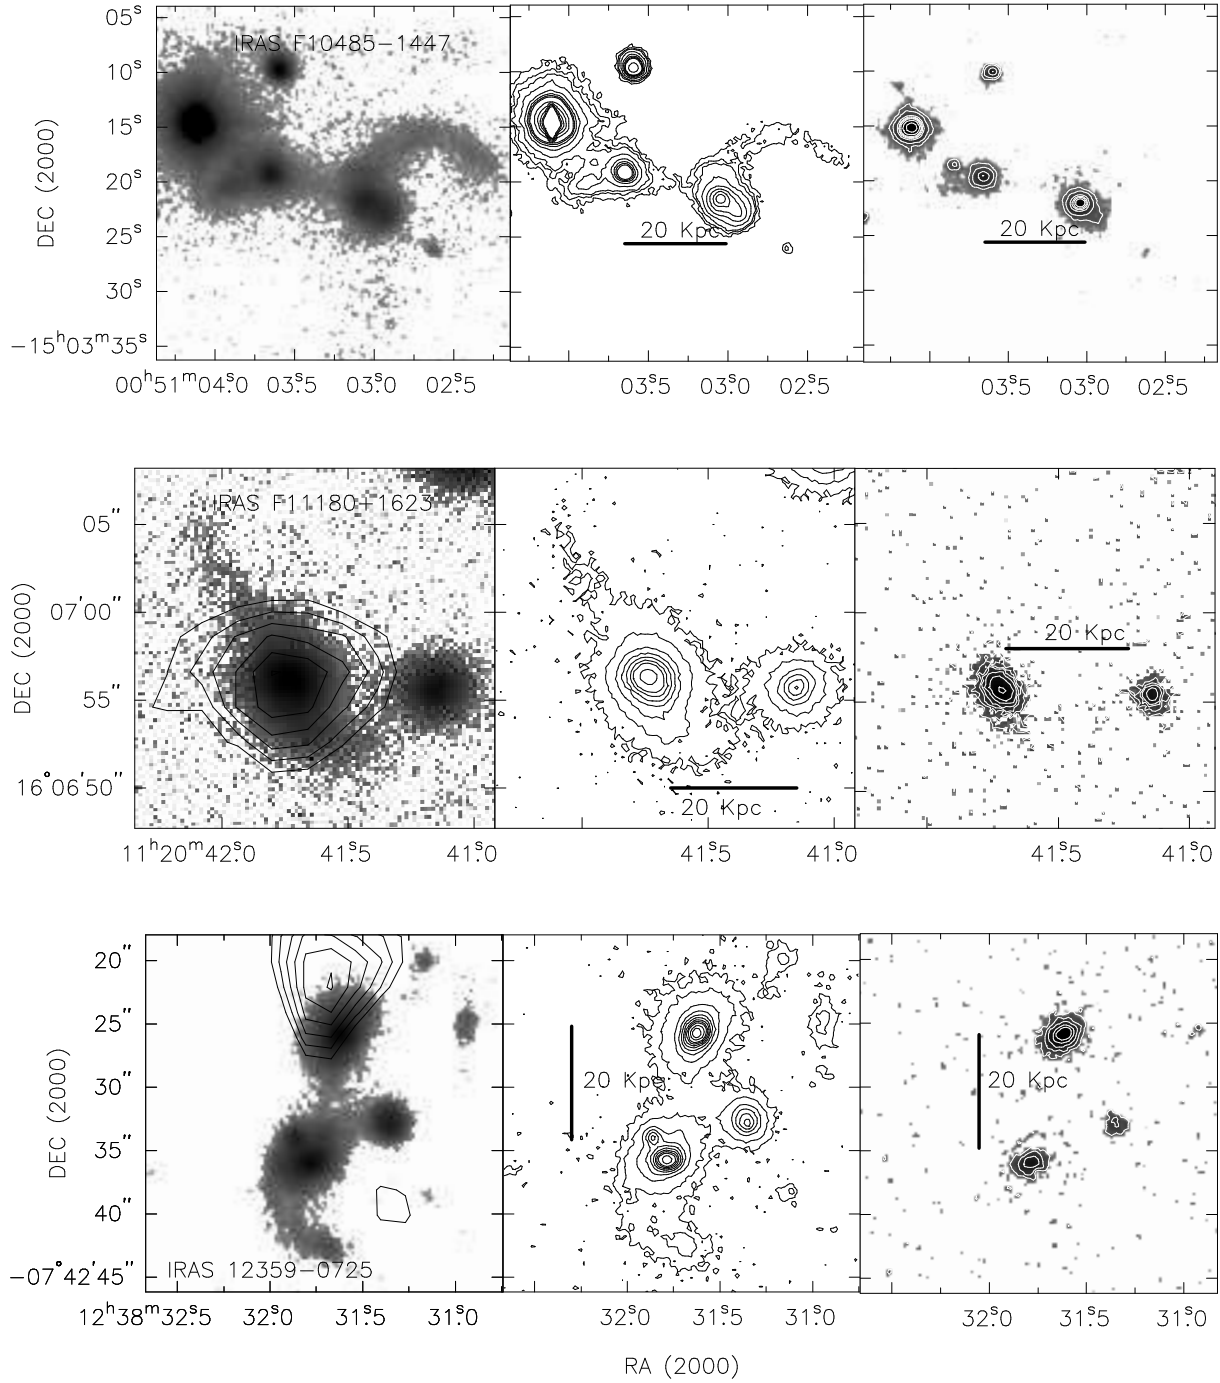 IRAS F10485−1447
DEC (2000)
05ˢ
10ˢ
15ˢ
20ˢ
25ˢ
30ˢ
−15ʰ03ᵐ35ˢ
20 Kpc
20 Kpc
00ʰ51ᵐ04ˢ.0 03ˢ.5 03ˢ.0 02ˢ.5
03ˢ.5 03ˢ.0 02ˢ.5
03ˢ.5 03ˢ.0 02ˢ.5
IRAS F11180+1623
DEC (2000)
05"
07'00"
55"
16°06'50"
20 Kpc
20 Kpc
11ʰ20ᵐ42ˢ.0 41ˢ.5 41ˢ.0
41ˢ.5 41ˢ.0
41ˢ.5 41ˢ.0
DEC (2000)
20"
25"
30"
35"
40"
−07°42'45"
20 Kpc
20 Kpc
IRAS 12359−0725
12ʰ38ᵐ32ˢ.5 32ˢ.0 31ˢ.5 31ˢ.0
32ˢ.0 31ˢ.5 31ˢ.0
32ˢ.0 31ˢ.5 31ˢ.0
RA (2000)